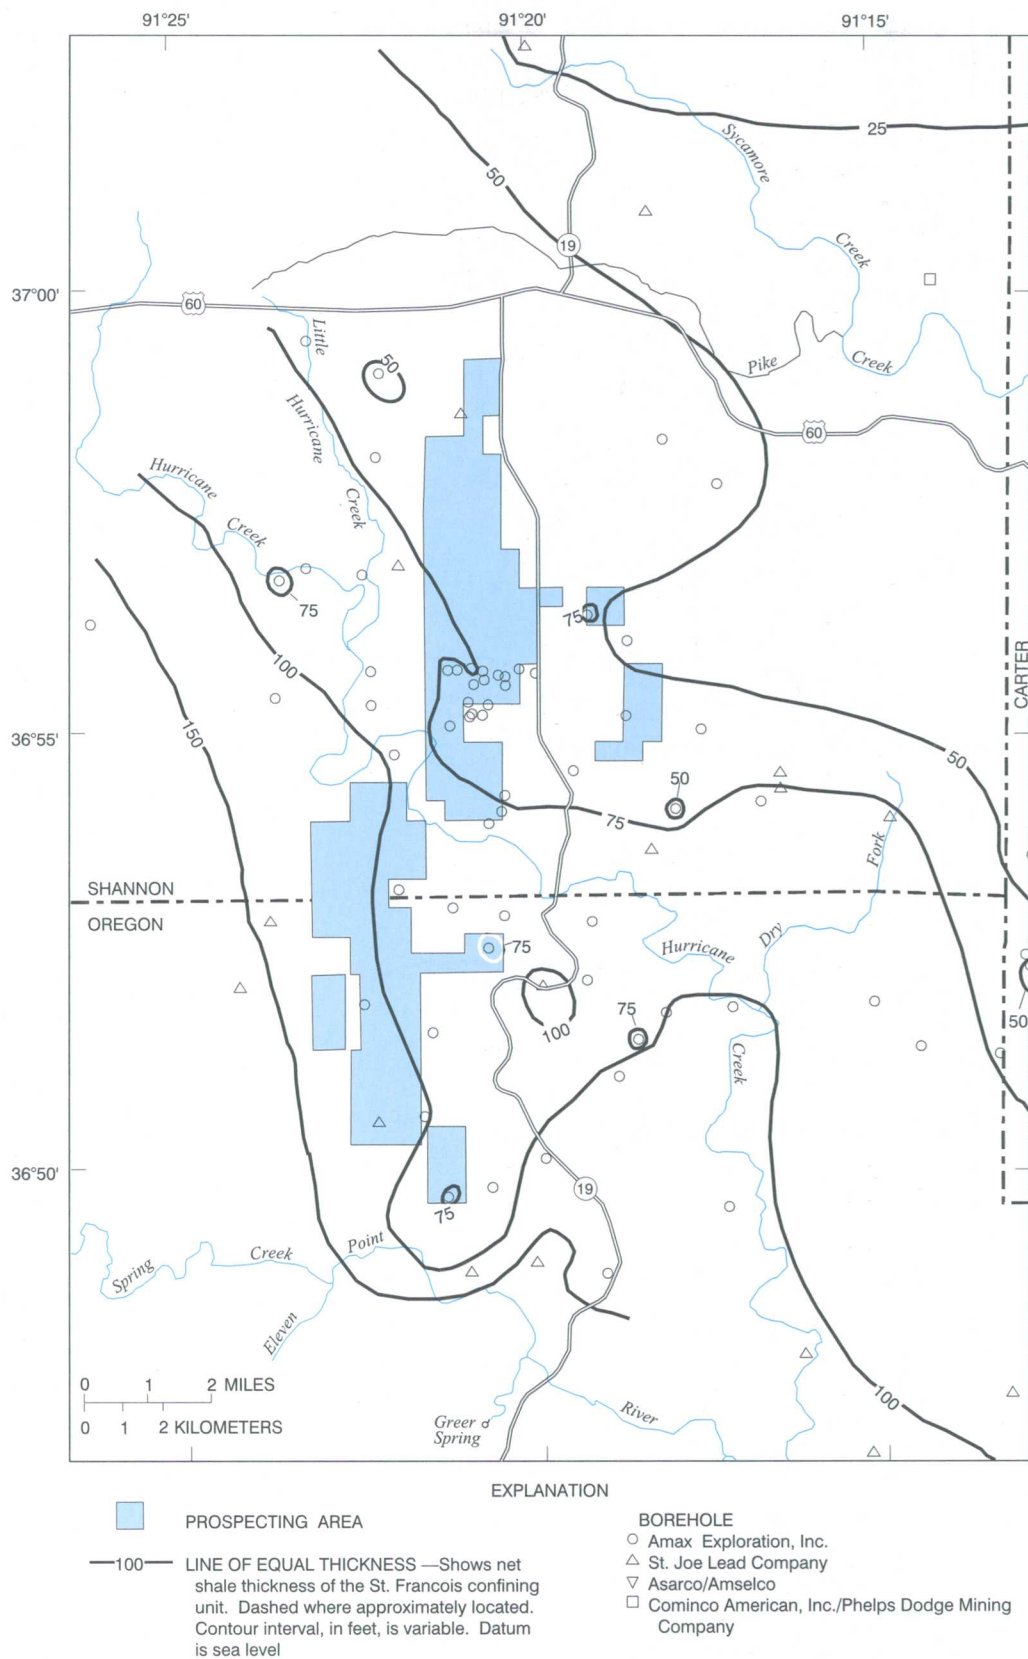 91°25'
91°20'
91°15'
25
Sycamore
50
Creek
19
37°00'
60
Little
50
Pike
Creek
Hurricane
60
Hurricane
Creek
Creek
75
75
100
CARTER
150
36°55'
50
50
75
Fork
SHANNON
OREGON
75
Hurricane
Dry
75
100
50
Creek
36°50'
19
75
Point
Creek
Spring
Eleven
0 1 2 MILES
0 1 2 KILOMETERS
100
River
Greer
Spring
EXPLANATION
PROSPECTING AREA
100 LINE OF EQUAL THICKNESS —Shows net
shale thickness of the St. Francois confining
unit. Dashed where approximately located.
Contour interval, in feet, is variable. Datum
is sea level
BOREHOLE
Amax Exploration, Inc.
St. Joe Lead Company
Asarco/Amselco
Cominco American, Inc./Phelps Dodge Mining
Company